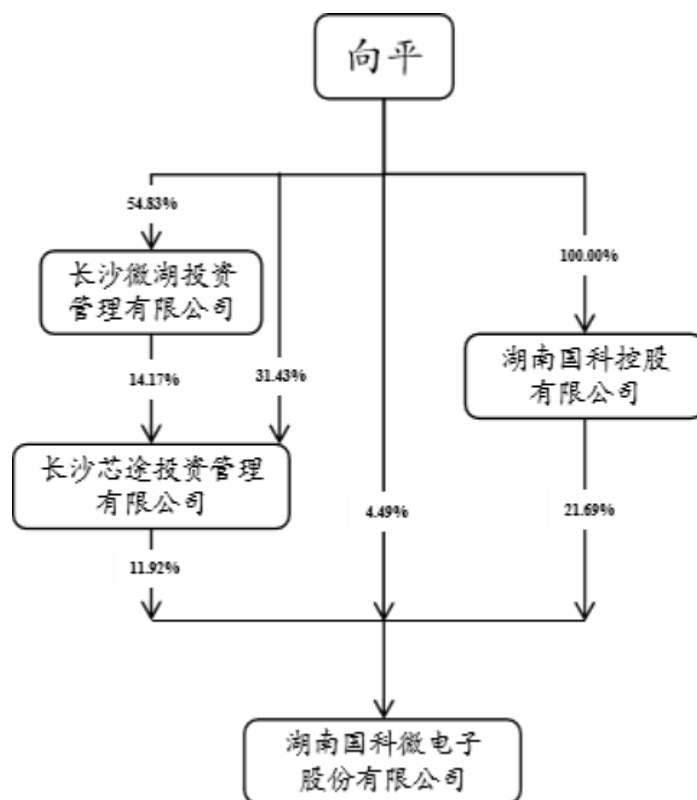 向平
54.83%
长沙微湖投资
管理有限公司
100.00%
湖南国科控股
有限公司
14.17%
31.43%
长沙芯途投资管理
有限公司
4.49%
21.69%
11.92%
湖南国科微电子
股份有限公司